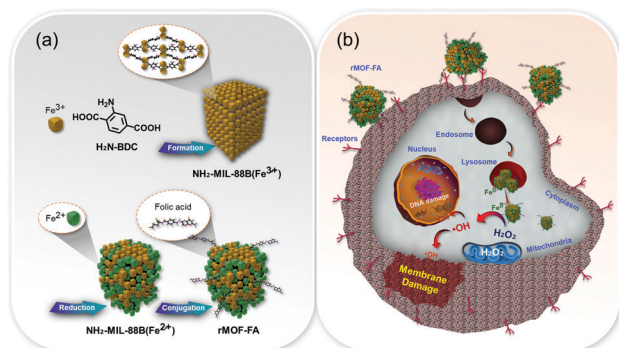 (a)
Fe3+
H2N
HOOC
COOH
H₂N-BDC
Formation
NH₂-MIL-88B(Fe3+)
Fe2+
Folic acid
Reduction
NH₂-MIL-88B(Fe2+)
Conjugation
rMOF-FA
(b)
rMOF-FA
Receptors
Endosome
Nucleus
Lysosome
DNA damage
Cytoplasm
•OH
H₂O₂
Mitochondria
•OH
H₂O₂
Membrane
Damage